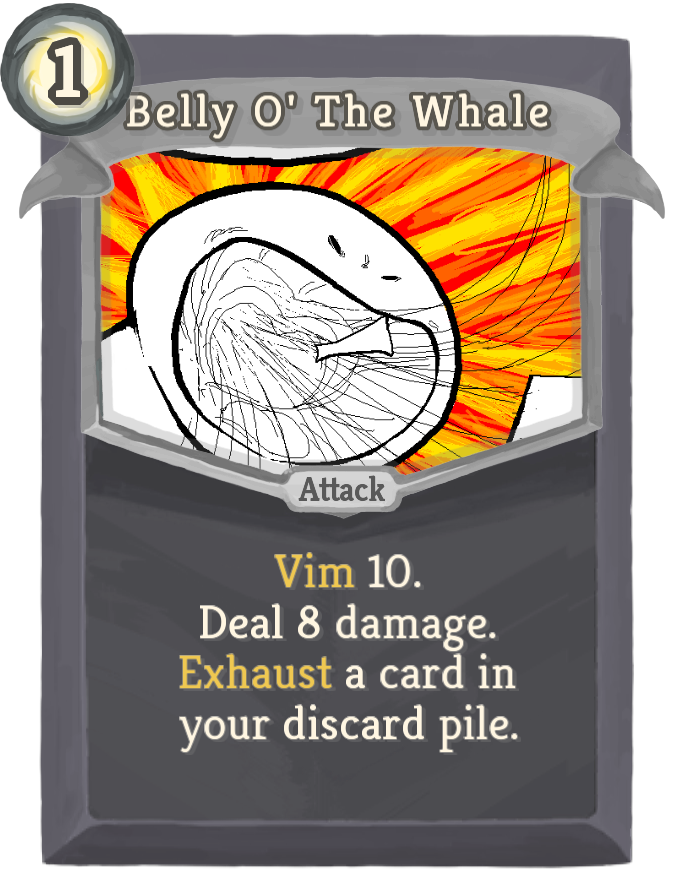 1
Belly O' The Whale
Attack
Vim 10.
Deal 8 damage.
Exhaust a card in
your discard pile.